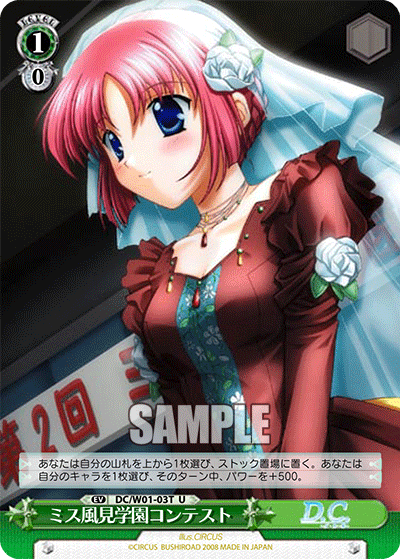 LEVEL
1
0
第2回 ミ
SAMPLE
あなたは自分の山札を上から1枚選び、ストック置場に置く。あなたは
自分のキャラを1枚選び、そのターン中、パワーを+500。
EV DC/W01-03T U
ミス風見学園コンテスト
D.C.
Illus.CIRCUS
©CIRCUS BUSHIROAD 2008 MADE IN JAPAN